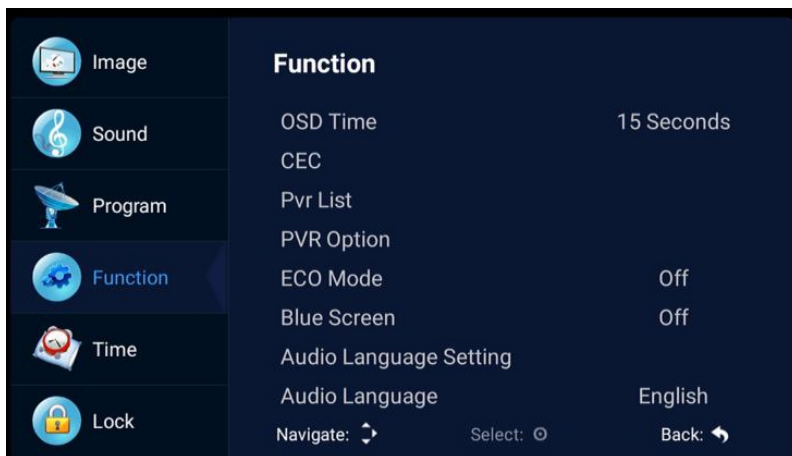 Image
Sound
Program
Function
Time
Lock
Function
OSD Time 15 Seconds
CEC
Pvr List
PVR Option
ECO Mode Off
Blue Screen Off
Audio Language Setting
Audio Language English
Navigate: Select: Back: